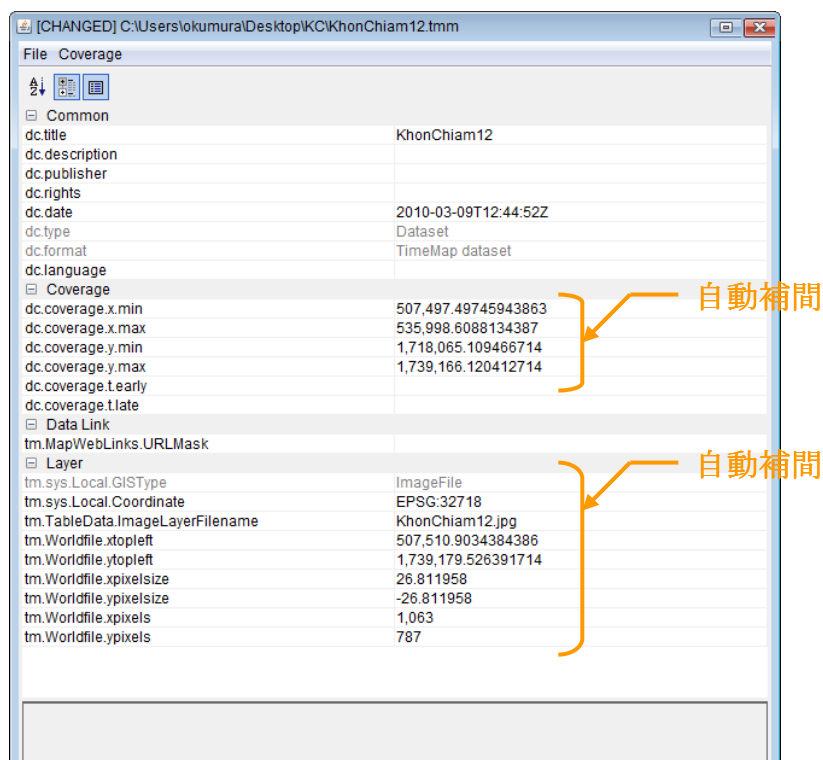 [CHANGED] C:\Users\okumura\Desktop\KC\KhonChiam12.tmm
File Coverage
Common
dc.title KhonChiam12
dc.description
dc.publisher
dc.rights
dc.date 2010-03-09T12:44:52Z
dc.type Dataset
dc.format TimeMap dataset
dc.language
Coverage
自動補間
dc.coverage.x.min 507,497.49745943863
dc.coverage.x.max 535,998.6088134387
dc.coverage.y.min 1,718,065.109466714
dc.coverage.y.max 1,739,166.120412714
dc.coverage.t.early
dc.coverage.t.late
Data Link
tm.MapWebLinks.URLMask
Layer
自動補間
tm.sys.Local.GISType ImageFile
tm.sys.Local.Coordinate EPSG:32718
tm.TableData.ImageLayerFilename KhonChiam12.jpg
tm.Worldfile.xtopleft 507,510.9034384386
tm.Worldfile.ytopleft 1,739,179.526391714
tm.Worldfile.xpixelsize 26.811958
tm.Worldfile.ypixelsize -26.811958
tm.Worldfile.xpixels 1,063
tm.Worldfile.ypixels 787